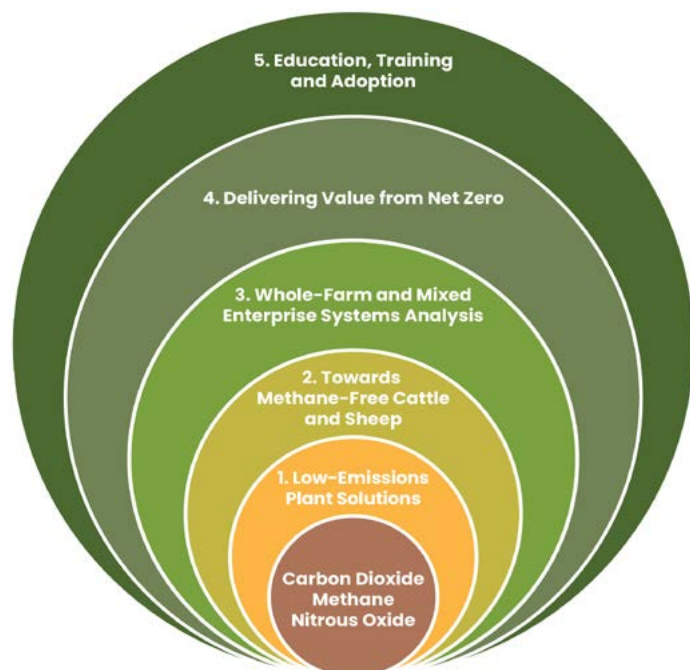 5. Education, Training
and Adoption
4. Delivering Value from Net Zero
3. Whole-Farm and Mixed
Enterprise Systems Analysis
2. Towards
Methane-Free Cattle
and Sheep
1. Low-Emissions
Plant Solutions
Carbon Dioxide
Methane
Nitrous Oxide